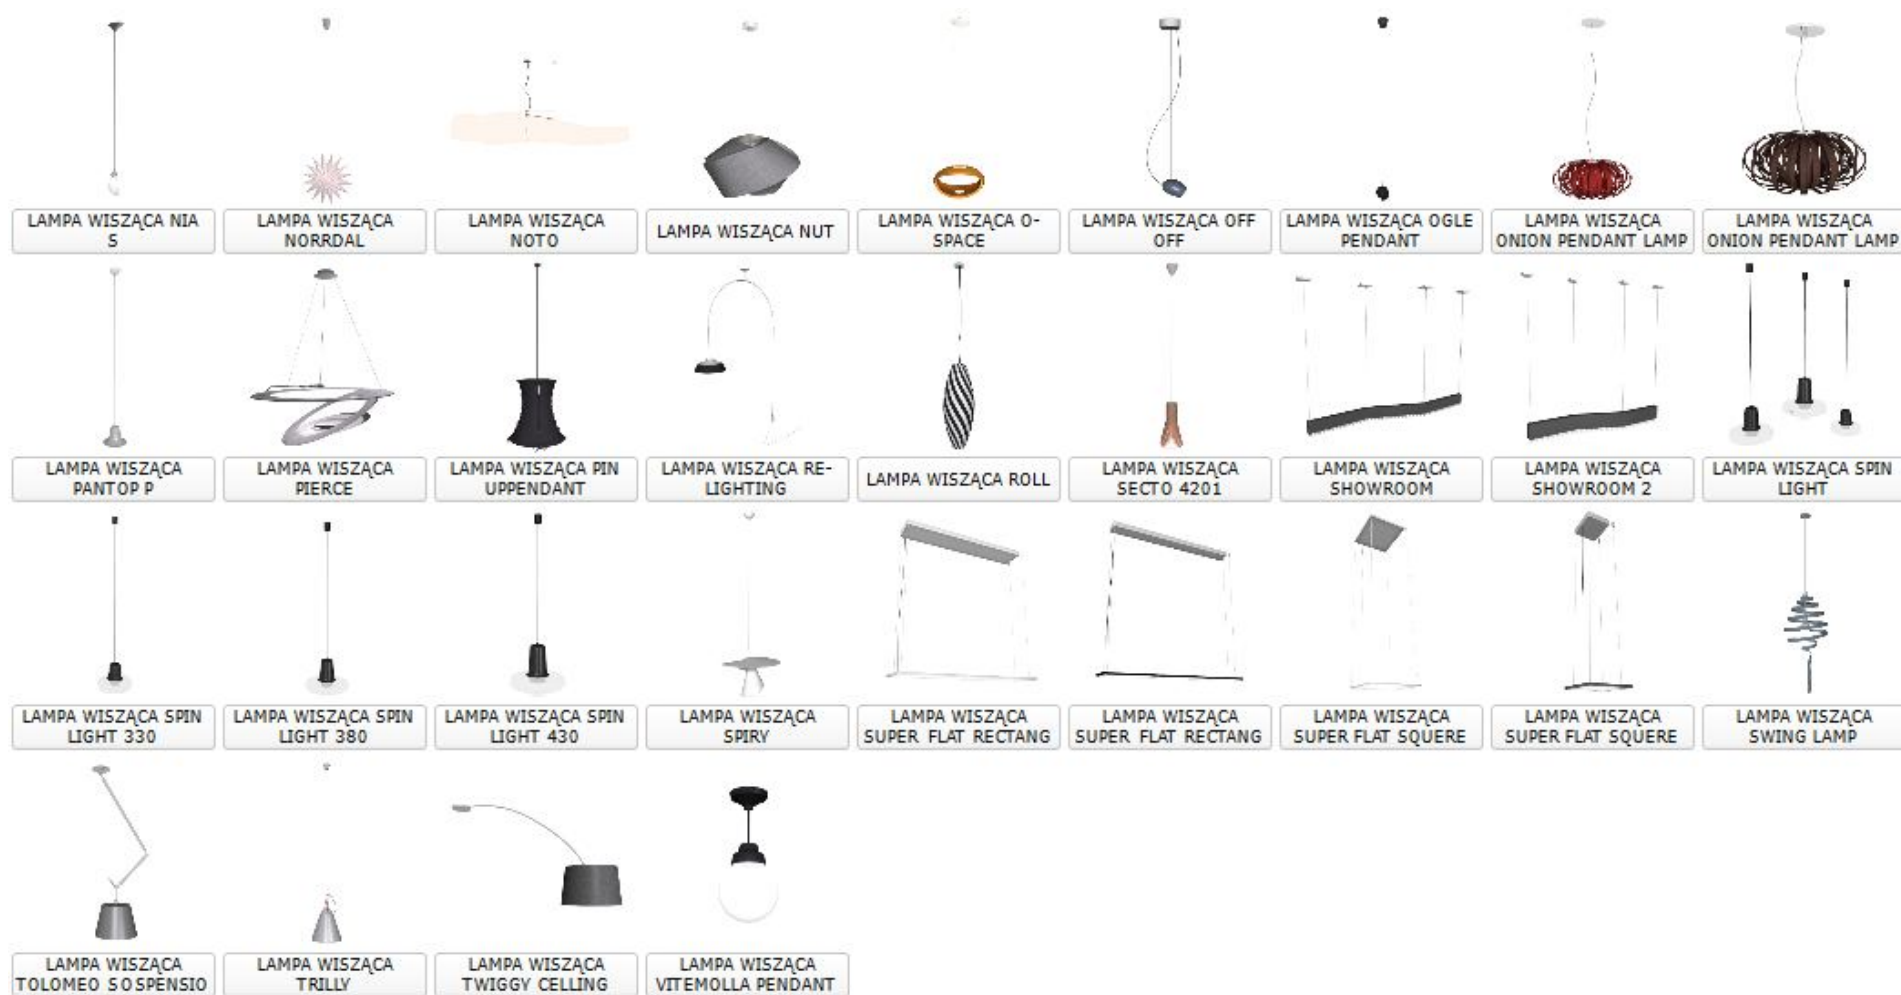 LAMPA WISZĄCA NIA
S
LAMPA WISZĄCA
NORRDAL
LAMPA WISZĄCA
NOTO
LAMPA WISZĄCA NUT
LAMPA WISZĄCA O-
SPACE
LAMPA WISZĄCA OFF
OFF
LAMPA WISZĄCA OGLE
PENDANT
LAMPA WISZĄCA
ONION PENDANT LAMP
LAMPA WISZĄCA
ONION PENDANT LAMP
LAMPA WISZĄCA
PANTOP P
LAMPA WISZĄCA
PIERCE
LAMPA WISZĄCA PIN
UPPENDANT
LAMPA WISZĄCA RE-
LIGHTING
LAMPA WISZĄCA ROLL
LAMPA WISZĄCA
SECTO 4201
LAMPA WISZĄCA
SHOWROOM
LAMPA WISZĄCA
SHOWROOM 2
LAMPA WISZĄCA SPIN
LIGHT
LAMPA WISZĄCA SPIN
LIGHT 330
LAMPA WISZĄCA SPIN
LIGHT 380
LAMPA WISZĄCA SPIN
LIGHT 430
LAMPA WISZĄCA
SPIRY
LAMPA WISZĄCA
SUPER FLAT RECTANG
LAMPA WISZĄCA
SUPER FLAT RECTANG
LAMPA WISZĄCA
SUPER FLAT SQUERE
LAMPA WISZĄCA
SUPER FLAT SQUERE
LAMPA WISZĄCA
SWING LAMP
LAMPA WISZĄCA
TOLOMEO SOSPENSIO
LAMPA WISZĄCA
TRILLY
LAMPA WISZĄCA
TWIGGY CELLING
LAMPA WISZĄCA
VITEMOLLA PENDANT